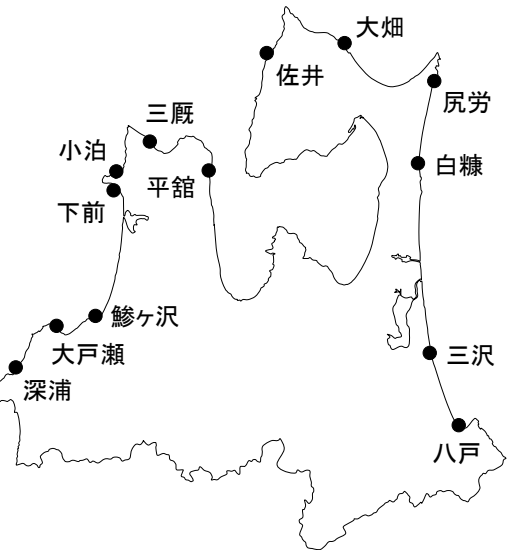 大畑
佐井
尻労
三厩
小泊
平舘
白糠
下前
鰺ヶ沢
大戸瀬
三沢
深浦
八戸